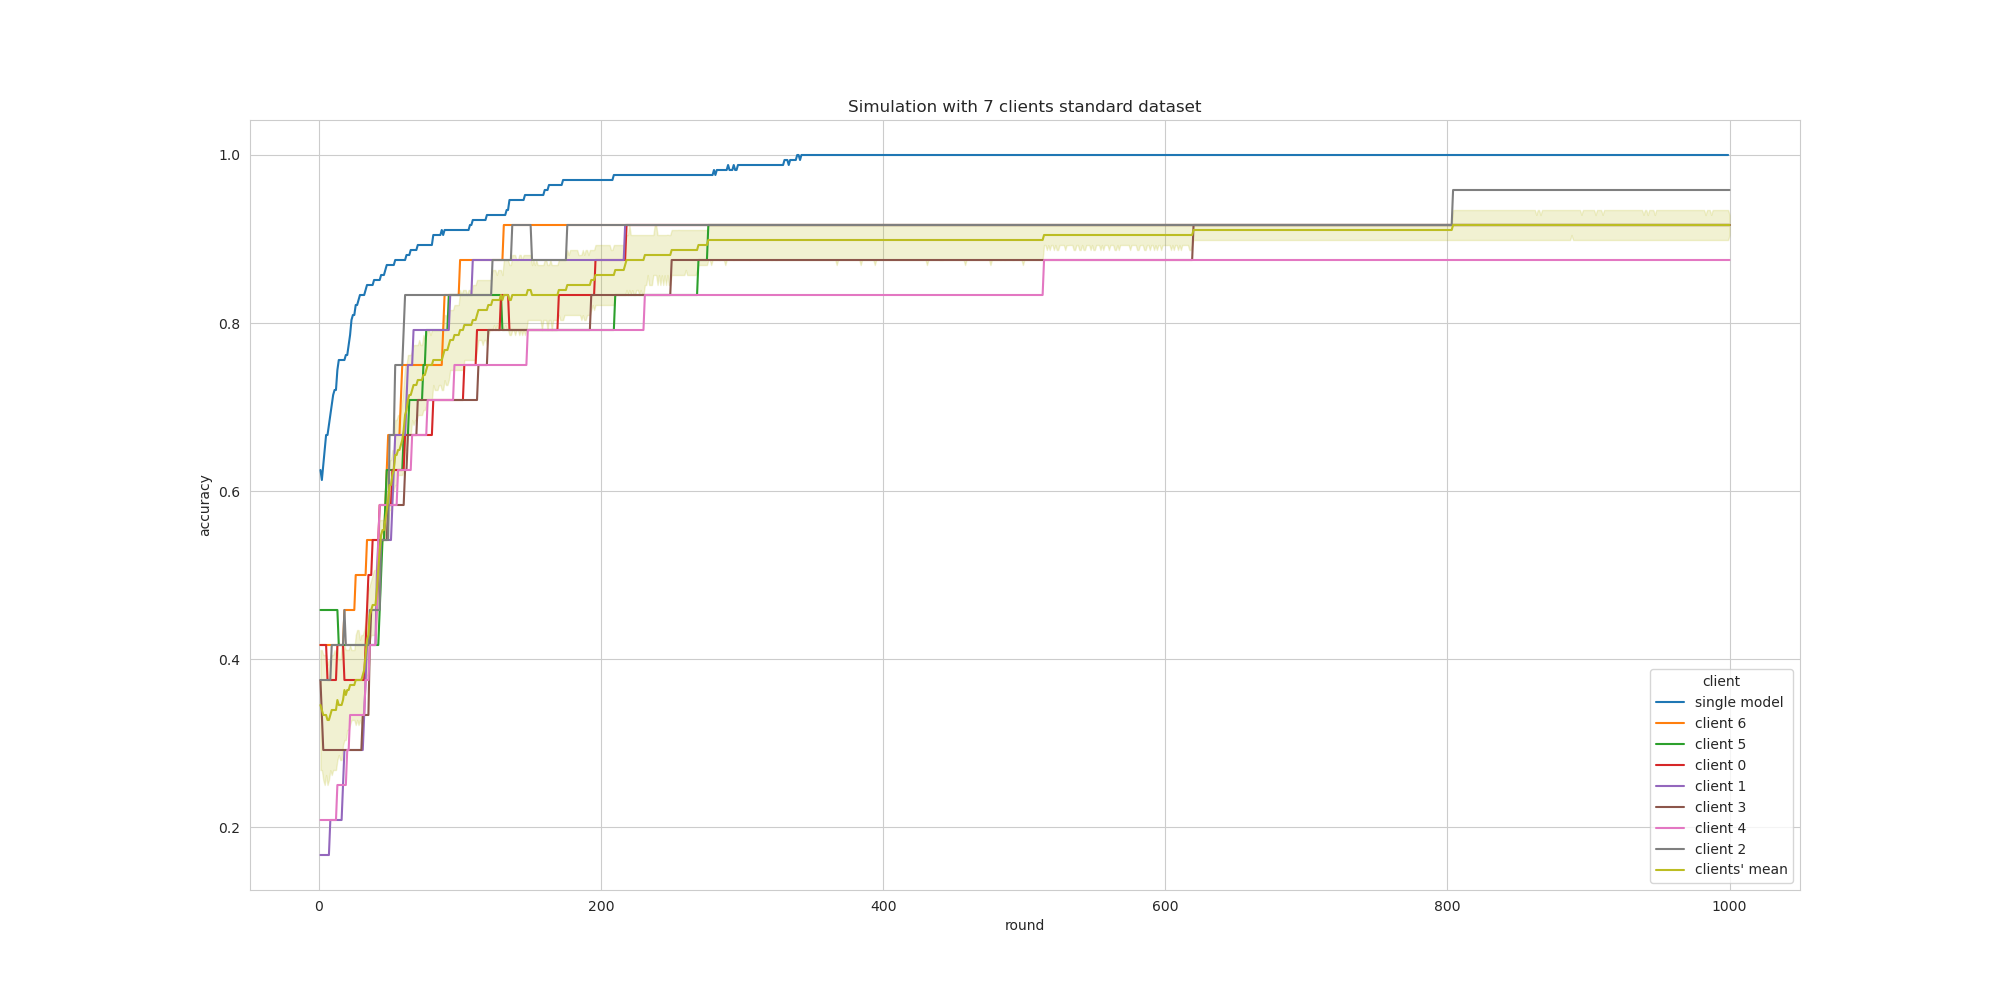 Simulation with 7 clients standard dataset
accuracy
1.0
0.8
0.6
0.4
0.2
0 200 400 600 800 1000
round
client
single model
client 6
client 5
client 0
client 1
client 3
client 4
client 2
clients' mean